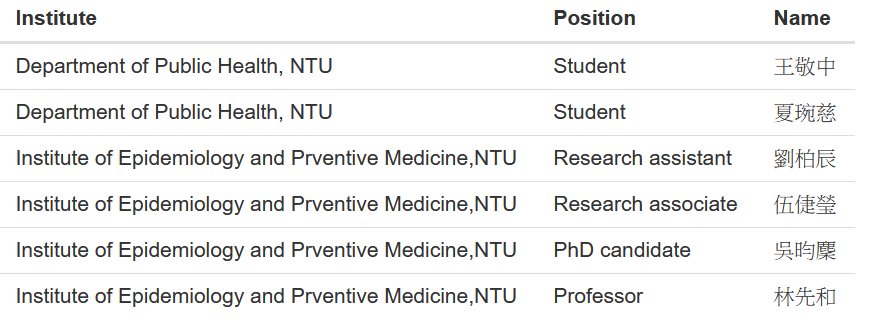 Institute Position Name
Department of Public Health, NTU Student 王敬中
Department of Public Health, NTU Student 夏琬慈
Institute of Epidemiology and Prventive Medicine,NTU Research assistant 劉柏辰
Institute of Epidemiology and Prventive Medicine,NTU Research associate 伍倢瑩
Institute of Epidemiology and Prventive Medicine,NTU PhD candidate 吳昀麇
Institute of Epidemiology and Prventive Medicine,NTU Professor 林先和